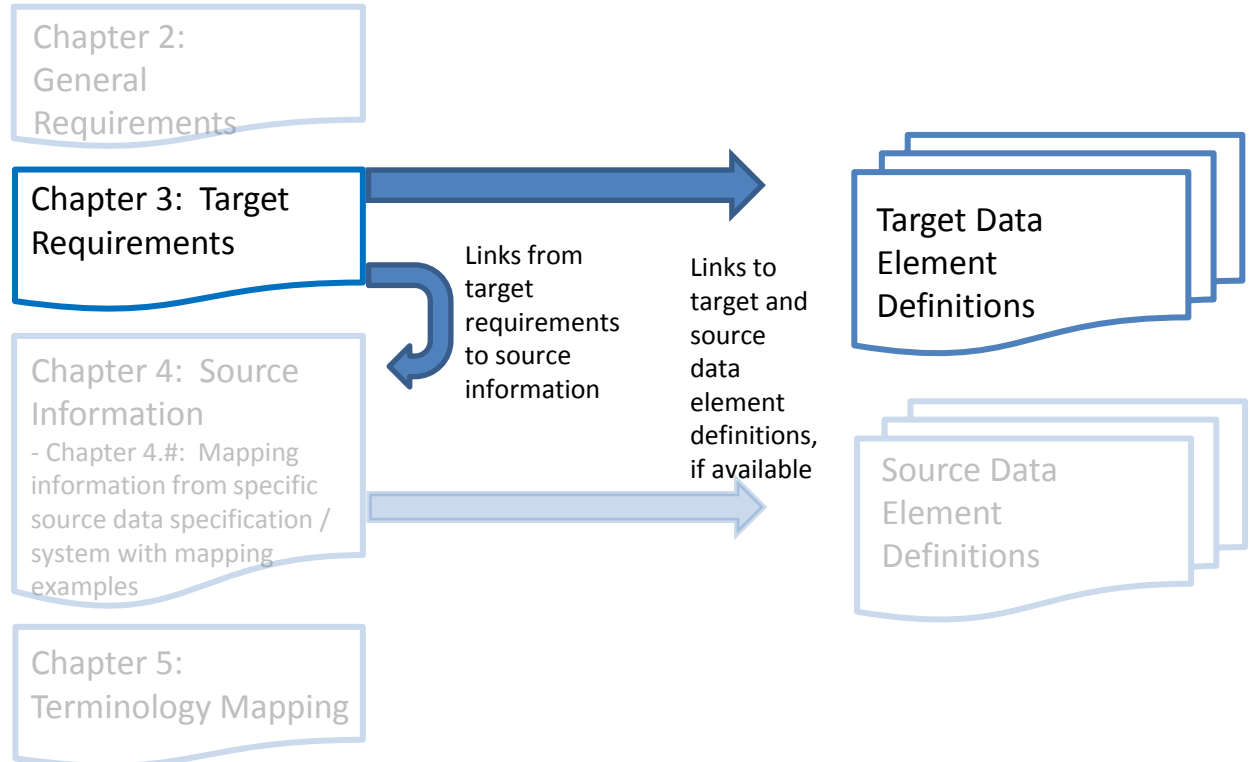 Chapter 2:
General
Requirements
Chapter 3:  Target
Requirements
Links from
target
requirements
to source
information
Links to
target and
source
data
element
definitions,
if available
Target Data
Element
Definitions
Chapter 4:  Source
Information
- Chapter 4.#:  Mapping
information from specific
source data specification /
system with mapping
examples
Source Data
Element
Definitions
Chapter 5:
Terminology Mapping